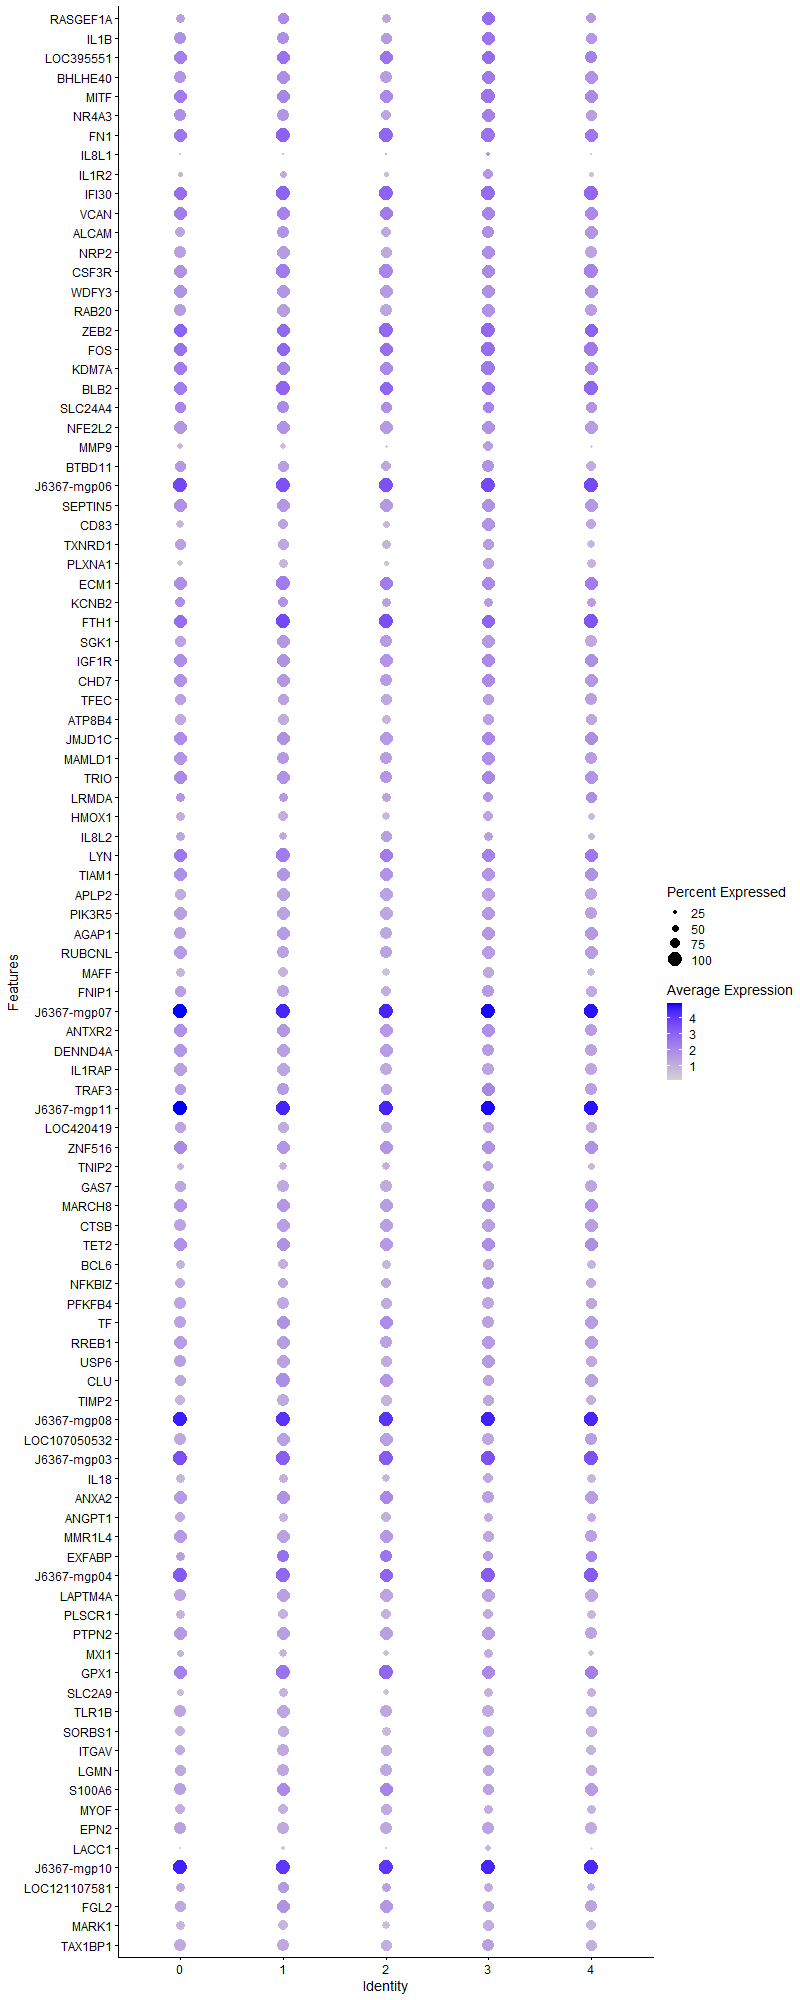 RASGEF1A
IL1B
LOC395551
BHLHE40
MITF
NR4A3
FN1
IL8L1
IL1R2
IFI30
VCAN
ALCAM
NRP2
CSF3R
WDFY3
RAB20
ZEB2
FOS
KDM7A
BLB2
SLC24A4
NFE2L2
MMP9
BTBD11
J6367-mgp06
SEPTIN5
CD83
TXNRD1
PLXNA1
ECM1
KCNB2
FTH1
SGK1
IGF1R
CHD7
TFEC
ATP8B4
JMJD1C
MAMLD1
TRIO
LRMDA
HMOX1
IL8L2
LYN
TIAM1
APLP2
PIK3R5
AGAP1
RUBCNL
MAFF
FNIP1
J6367-mgp07
ANTXR2
DENND4A
IL1RAP
TRAF3
J6367-mgp11
LOC420419
ZNF516
TNIP2
GAS7
MARCH8
CTSB
TET2
BCL6
NFKBIZ
PFKFB4
TF
RREB1
USP6
CLU
TIMP2
J6367-mgp08
LOC107050532
J6367-mgp03
IL18
ANXA2
ANGPT1
MMR1L4
EXFABP
J6367-mgp04
LAPTM4A
PLSCR1
PTPN2
MXI1
GPX1
SLC2A9
TLR1B
SORBS1
ITGAV
LGMN
S100A6
MYOF
EPN2
LACC1
J6367-mgp10
LOC121107581
FGL2
MARK1
TAX1BP1
Features
0 1 2 3 4
Identity
Percent Expressed
25
50
75
100
Average Expression
4
3
2
1